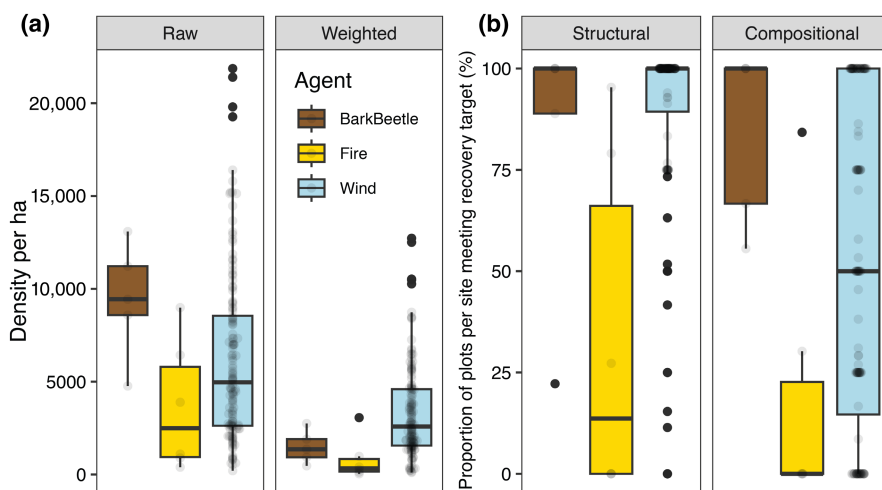 (a)
Raw
Weighted
Density per ha
20,000
15,000
10,000
5000
0
Agent
BarkBeetle
Fire
Wind
(b)
Structural
Compositional
Proportion of plots per site meeting recovery target (%)
100
75
50
25
0